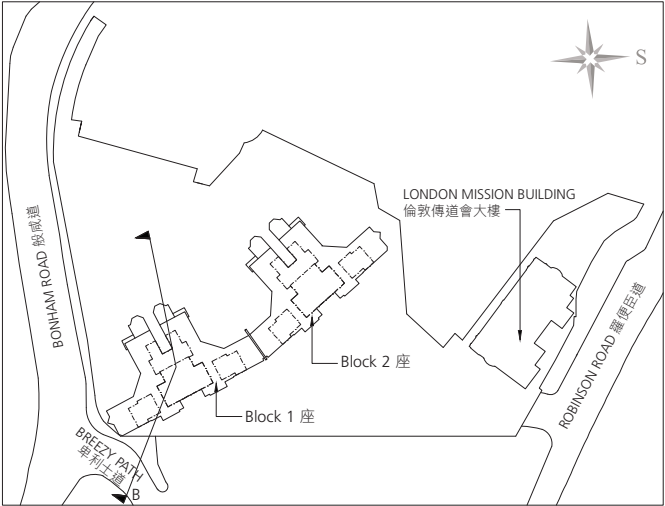 S
LONDON MISSION BUILDING
倫敦傳道會大樓
BONHAM ROAD 般咸道
ROBINSON ROAD 羅便臣道
Block 2 座
Block 1 座
BREEZY PATH
卑利士道
B